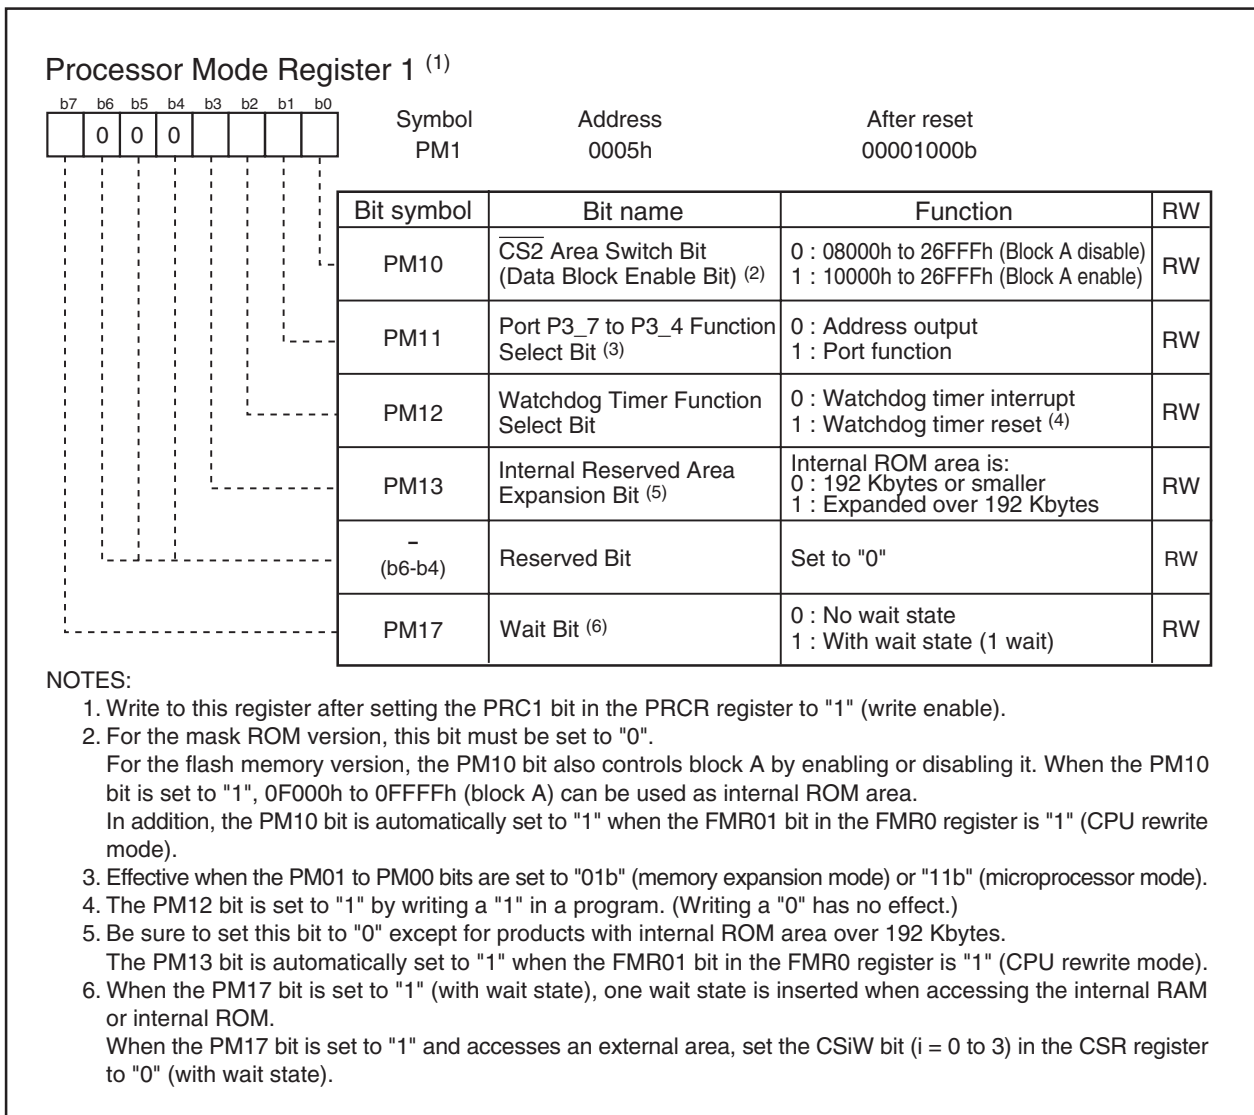 Processor Mode Register 1 (1)
b7 b6 b5 b4 b3 b2 b1 b0
0 0 0
Symbol Address After reset
PM1 0005h 00001000b
Bit symbol Bit name Function RW
PM10 CS2 Area Switch Bit (Data Block Enable Bit) (2) 0 : 08000h to 26FFFh (Block A disable) RW
1 : 10000h to 26FFFh (Block A enable)
PM11 Port P3_7 to P3_4 Function Select Bit (3) 0 : Address output RW
1 : Port function
PM12 Watchdog Timer Function Select Bit 0 : Watchdog timer interrupt RW
1 : Watchdog timer reset (4)
PM13 Internal Reserved Area Expansion Bit (5) Internal ROM area is: RW
0 : 192 Kbytes or smaller
1 : Expanded over 192 Kbytes
– (b6-b4) Reserved Bit Set to "0" RW
PM17 Wait Bit (6) 0 : No wait state RW
1 : With wait state (1 wait)
NOTES:
1. Write to this register after setting the PRC1 bit in the PRCR register to "1" (write enable).
2. For the mask ROM version, this bit must be set to "0".
For the flash memory version, the PM10 bit also controls block A by enabling or disabling it. When the PM10
bit is set to "1", 0F000h to 0FFFFh (block A) can be used as internal ROM area.
In addition, the PM10 bit is automatically set to "1" when the FMR01 bit in the FMR0 register is "1" (CPU rewrite
mode).
3. Effective when the PM01 to PM00 bits are set to "01b" (memory expansion mode) or "11b" (microprocessor mode).
4. The PM12 bit is set to "1" by writing a "1" in a program. (Writing a "0" has no effect.)
5. Be sure to set this bit to "0" except for products with internal ROM area over 192 Kbytes.
The PM13 bit is automatically set to "1" when the FMR01 bit in the FMR0 register is "1" (CPU rewrite mode).
6. When the PM17 bit is set to "1" (with wait state), one wait state is inserted when accessing the internal RAM
or internal ROM.
When the PM17 bit is set to "1" and accesses an external area, set the CSiW bit (i = 0 to 3) in the CSR register
to "0" (with wait state).